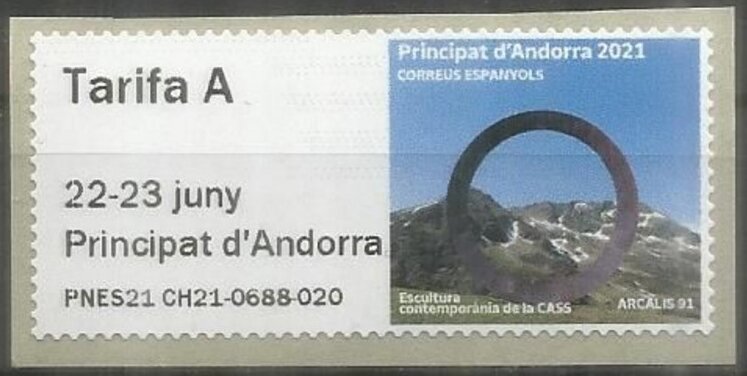 Tarifa A
22-23 juny
Principat d'Andorra
PNES21 CH21-0688-020
Principat d'Andorra 2021
CORREUS ESPANYOLS
Escultura
contemporània de la CASS
ARCALÍS 91